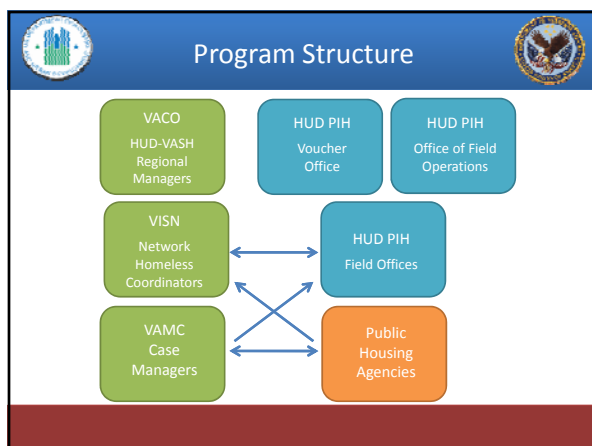 Program Structure
VACO
HUD-VASH
Regional
Managers
HUD PIH
Voucher
Office
HUD PIH
Office of Field
Operations
VISN
Network
Homeless
Coordinators
HUD PIH
Field Offices
VAMC
Case
Managers
Public
Housing
Agencies